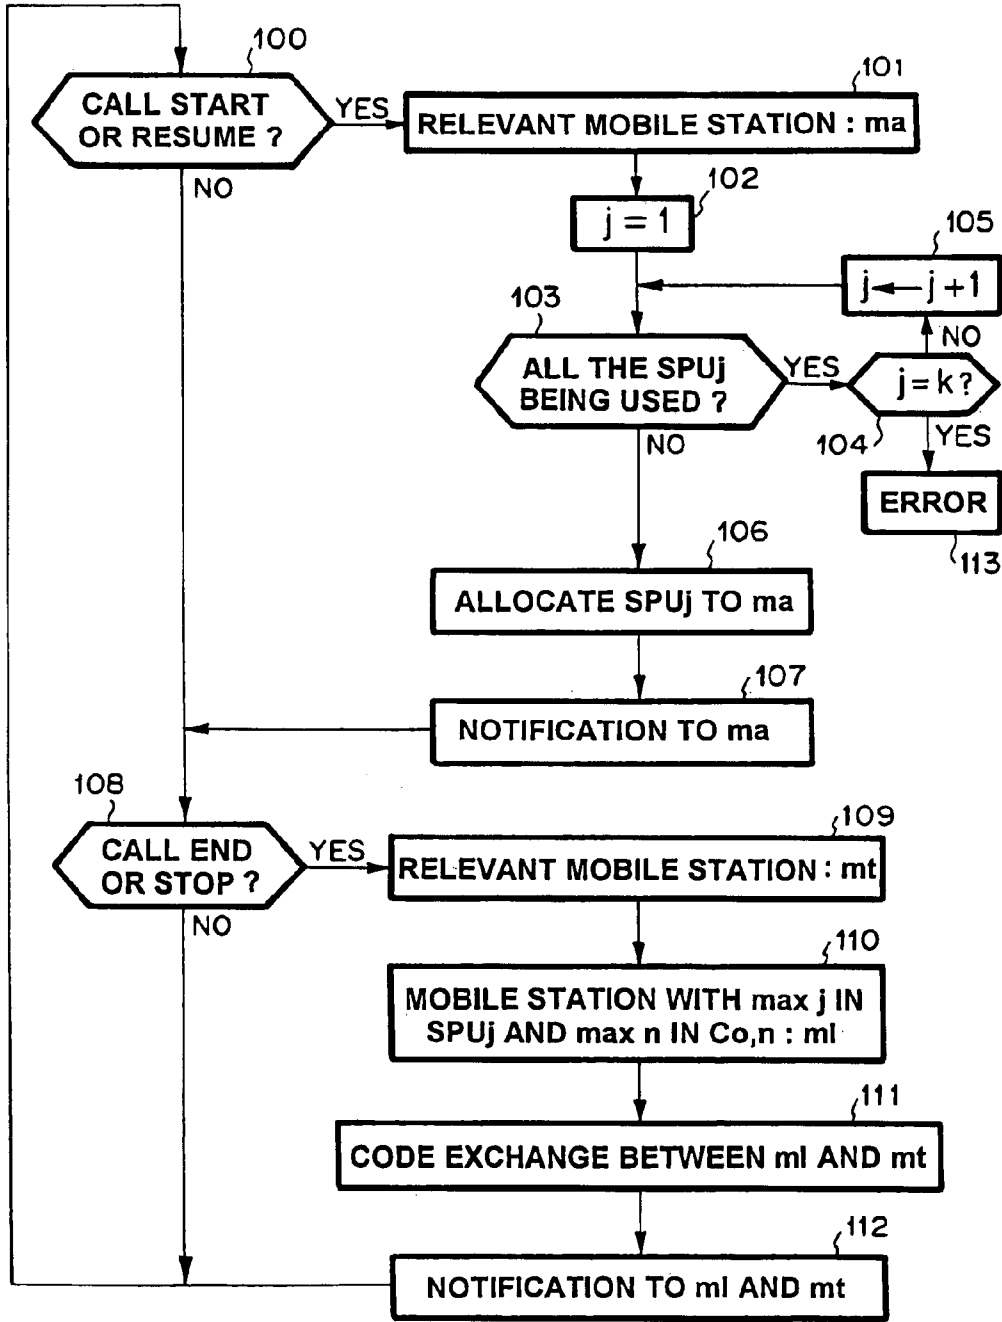 100
CALL START
OR RESUME ?
YES
NO
101
RELEVANT MOBILE STATION : ma
102
j = 1
105
j ← j +1
NO
103
ALL THE SPUj
BEING USED ?
YES
NO
j = k ?
104
YES
ERROR
113
106
ALLOCATE SPUj TO ma
107
NOTIFICATION TO ma
108
CALL END
OR STOP ?
YES
NO
109
RELEVANT MOBILE STATION : mt
110
MOBILE STATION WITH max j IN
SPUj AND max n IN Co,n : ml
111
CODE EXCHANGE BETWEEN ml AND mt
112
NOTIFICATION TO ml AND mt